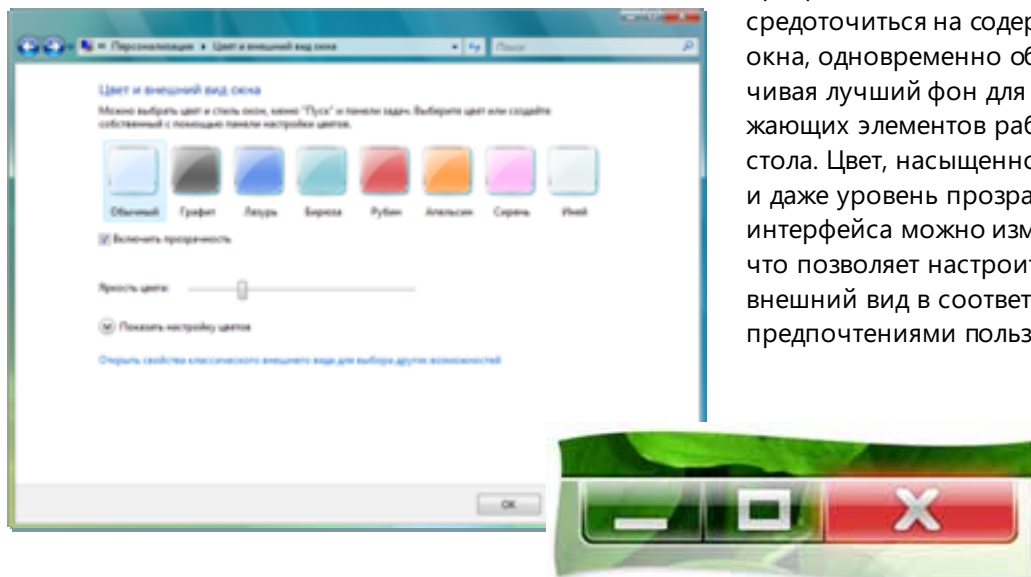 Персонализация ▸ Цвет и внешний вид окна
Поиск
Цвет и внешний вид окна
Можно выбрать цвет и стиль окон, меню "Пуск" и панели задач. Выберите цвет или создайте
собственный с помощью панели настройки цветов.
Обычный Графит Лазурь Бирюза Рубин Апельсин Сирень Иней
Включить прозрачность
Яркость цвета:
Показать настройку цветов
Открыть свойства классического внешнего вида для выбора других возможностей
OK
средоточиться на содер
окна, одновременно об
чивая лучший фон для
жающих элементов раб
стола. Цвет, насыщенно
и даже уровень прозра
интерфейса можно изм
что позволяет настроит
внешний вид в соответ
предпочтениями польз